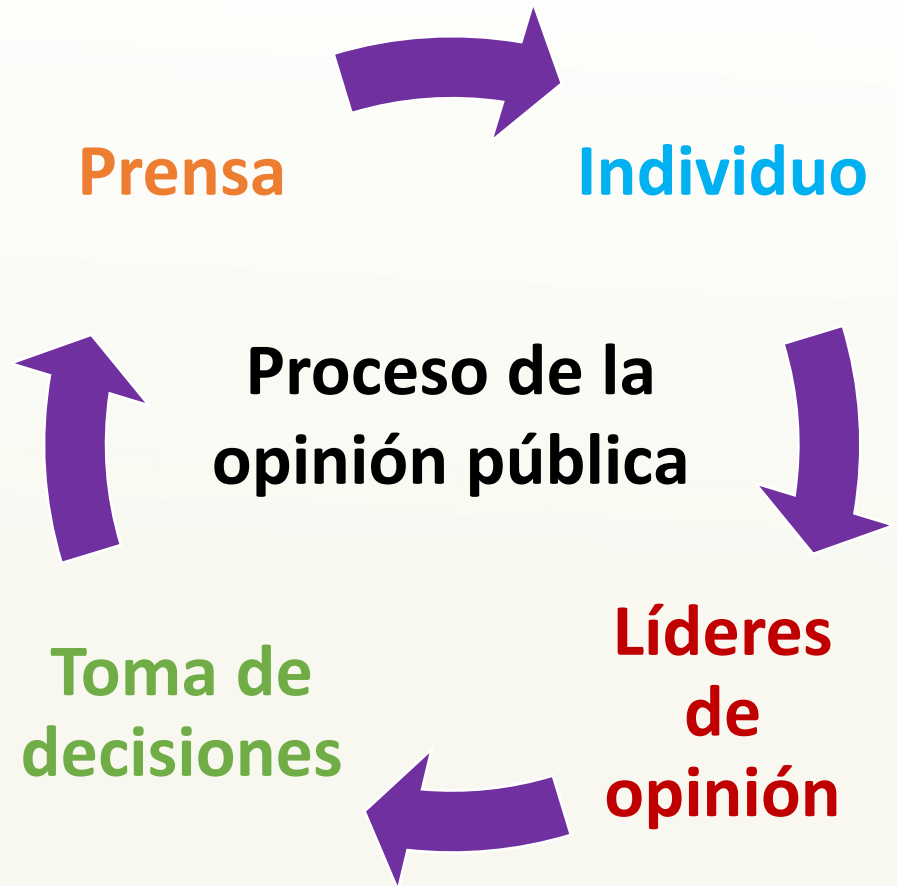 Prensa
Individuo
Proceso de la
opinión pública
Líderes
de
opinión
Toma de
decisiones